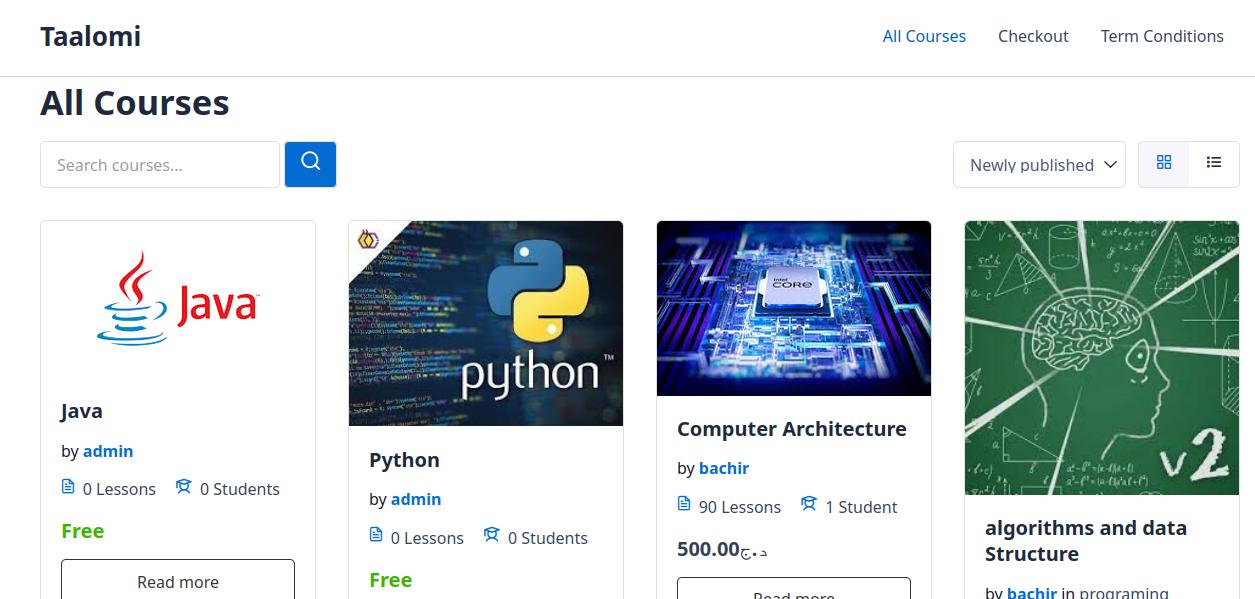 Taalomi
All Courses
Checkout
Term Conditions
All Courses
Search courses...
Newly published
Java
Java
by admin
0 Lessons
0 Students
Free
Read more
python™
Python
by admin
0 Lessons
0 Students
Free
intel
CORE
Computer Architecture
by bachir
90 Lessons
1 Student
500.00د.ج
Read more
v2
algorithms and data
Structure
by bachir in programing